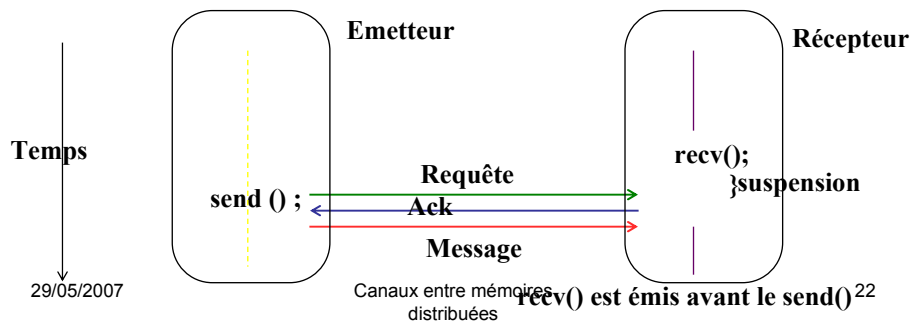 Emetteur
Récepteur
Temps
recv();
}suspension
Requête
send () ;
Ack
Message
29/05/2007
Canaux entre mémoires
distribuées
recv() est émis avant le send()
22